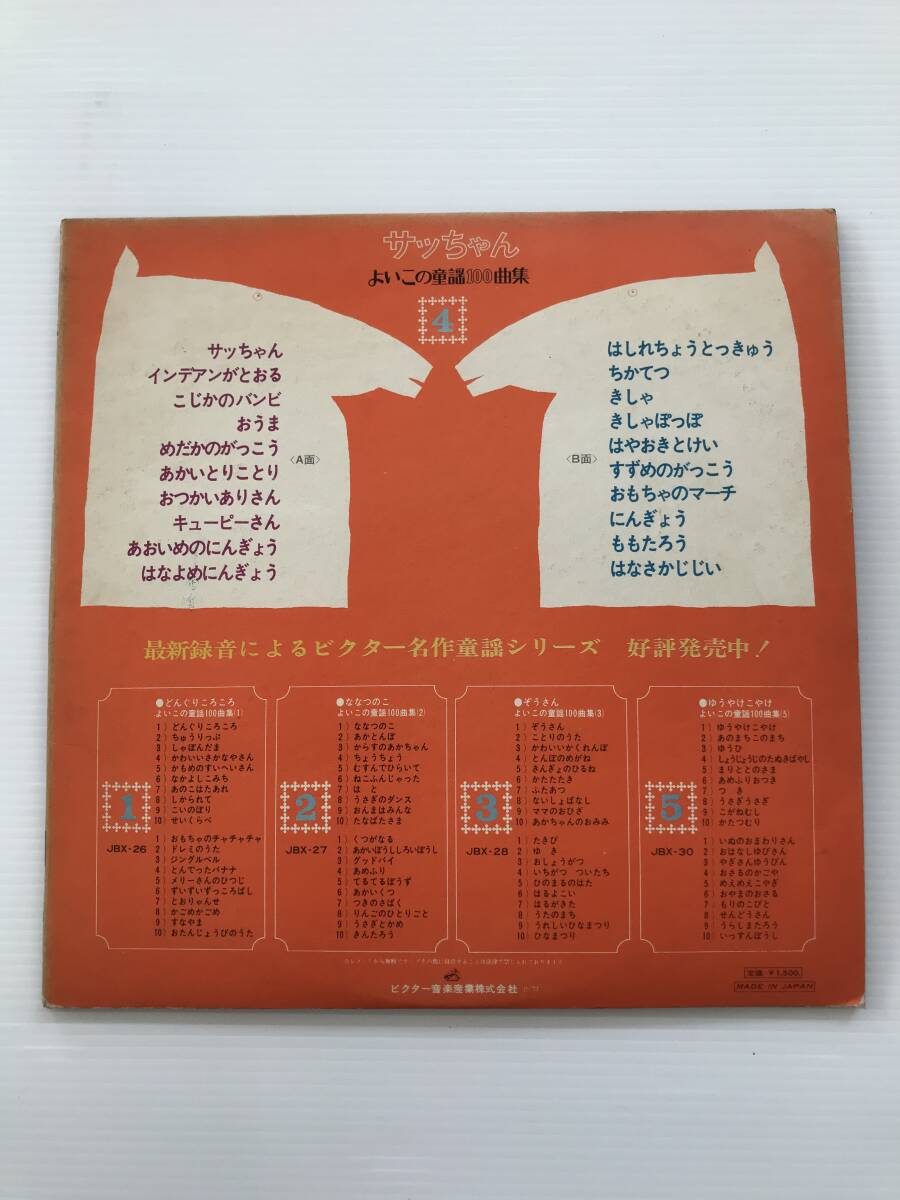 サッちゃん
よいこの童謡100曲集
4
サッちゃん
インデアンがとおる
こじかのバンビ
おうま
めだかのがっこう
あかいとりことり
おつかいありさん
キューピーさん
あおいめのにんぎょう
はなよめにんぎょう
〈A面〉
〈B面〉
はしれちょうとっきゅう
ちかてつ
きしゃ
きしゃぽっぽ
はやおきとけい
すずめのがっこう
おもちゃのマーチ
にんぎょう
ももたろう
はなさかじじい
最新録音によるビクター名作童謡シリーズ 好評発売中!
●どんぐりころころ
よいこの童謡100曲集(1)
1) どんぐりころころ
2) ちゅうりっぷ
3) しゃぼんだま
4) かわいいさかなやさん
5) かもめのすいへいさん
6) なかよしこみち
7) あのこはたあれ
8) しかられて
9) こいのぼり
10) せいくらべ
1
JBX-26
1) おもちゃのチャチャチャ
2) ドレミのうた
3) ジングルベル
4) とんでったバナナ
5) メリーさんのひつじ
6) ずいずいずっころばし
7) とおりゃんせ
8) かごめかごめ
9) すなやま
10) おたんじょうびのうた
●ななつのこ
よいこの童謡100曲集(2)
1) ななつのこ
2) あかとんぼ
3) からすのあかちゃん
4) ちょうちょう
5) むすんでひらいて
6) ねこふんじゃった
7) はと
8) うさぎのダンス
9) おんまはみんな
10) たなばたさま
2
JBX-27
1) くつがなる
2) あかいぼうししろいぼうし
3) グッドバイ
4) あめふり
5) てるてるぼうず
6) あかいくつ
7) つきのさばく
8) りんごのひとりごと
9) うさぎとかめ
10) きんたろう
●ぞうさん
よいこの童謡100曲集(3)
1) ぞうさん
2) ことりのうた
3) かわいいかくれんぼ
4) とんぼのめがね
5) きんぎょのひるね
6) かたたたき
7) ふたあつ
8) ないしょばなし
9) ママのおひざ
10) あかちゃんのおみみ
3
JBX-28
1) たきび
2) ゆき
3) おしょうがつ
4) いちがつ ついたち
5) ひのまるのはた
6) はるよこい
7) はるがきた
8) うたのまち
9) うれしいひなまつり
10) ひなまつり
●ゆうやけこやけ
よいこの童謡100曲集(5)
1) ゆうやけこやけ
2) あのまちこのまち
3) ゆうひ
4) しょうじょうじのたぬきばやし
5) まりととのさま
6) あめふりおつき
7) つき
8) うさぎうさぎ
9) こがねむし
10) かたつむり
5
JBX-30
1) いぬのおまわりさん
2) おはなしゆびさん
3) やぎさんゆうびん
4) おさるのかごや
5) めえめえこやぎ
6) おやまのおさる
7) もりのこびと
8) せんどうさん
9) うらしまたろう
10) いっすんぼうし
ビクター音楽産業株式会社
定価 ¥1,500.
MADE IN JAPAN